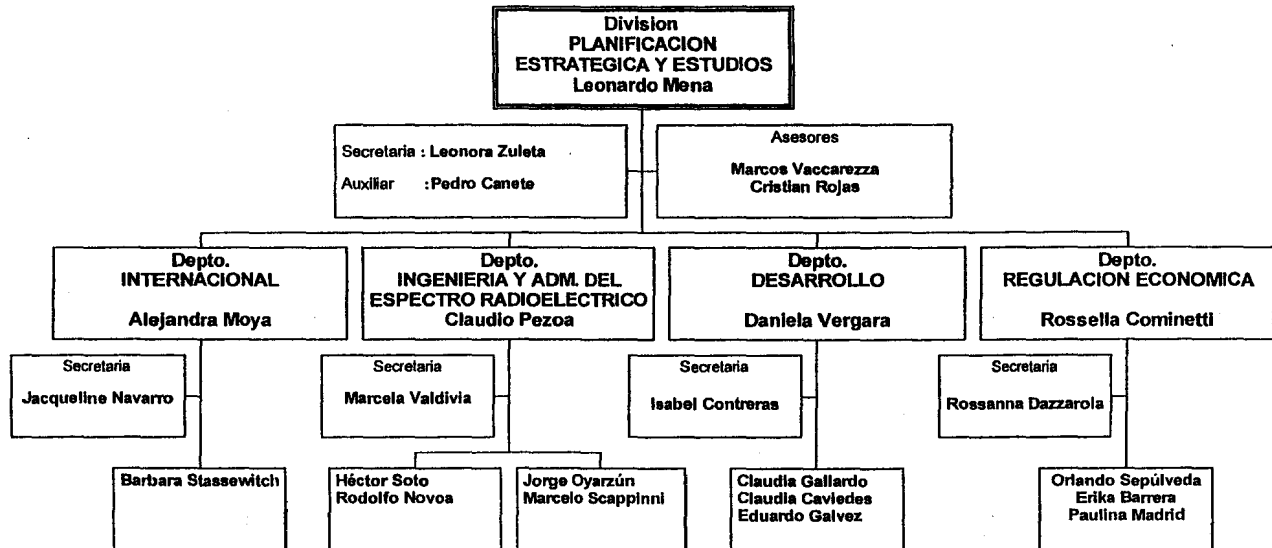 Division
PLANIFICACION
ESTRATEGICA Y ESTUDIOS
Leonardo Mena
Secretaria : Leonora Zuleta
Auxiliar :Pedro Canete
Asesores
Marcos Vaccarezza
Cristian Rojas
Depto.
INTERNACIONAL
Alejandra Moya
Depto.
INGENIERIA Y ADM. DEL
ESPECTRO RADIOELECTRICO
Claudio Pezoa
Depto.
DESARROLLO
Daniela Vergara
Depto.
REGULACION ECONOMICA
Rossella Cominetti
Secretaria
Jacqueline Navarro
Secretaria
Marcela Valdivia
Secretaria
Isabel Contreras
Secretaria
Rossanna Dazzarola
Barbara Stassewitch
Héctor Soto
Rodolfo Novoa
Jorge Oyarzún
Marcelo Scappinni
Claudia Gallardo
Claudia Caviedes
Eduardo Galvez
Orlando Sepúlveda
Erika Barrera
Paulina Madrid